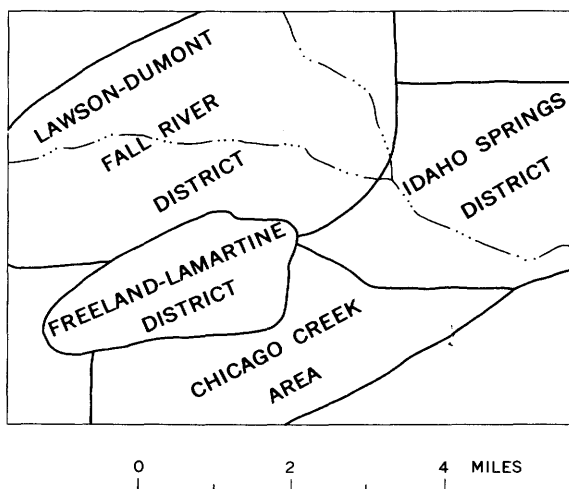 LAWSON-DUMONT
FALL RIVER
DISTRICT
IDAHO SPRINGS
DISTRICT
FREELAND-LAMARTINE
DISTRICT
CHICAGO CREEK
AREA
0 2 4 MILES